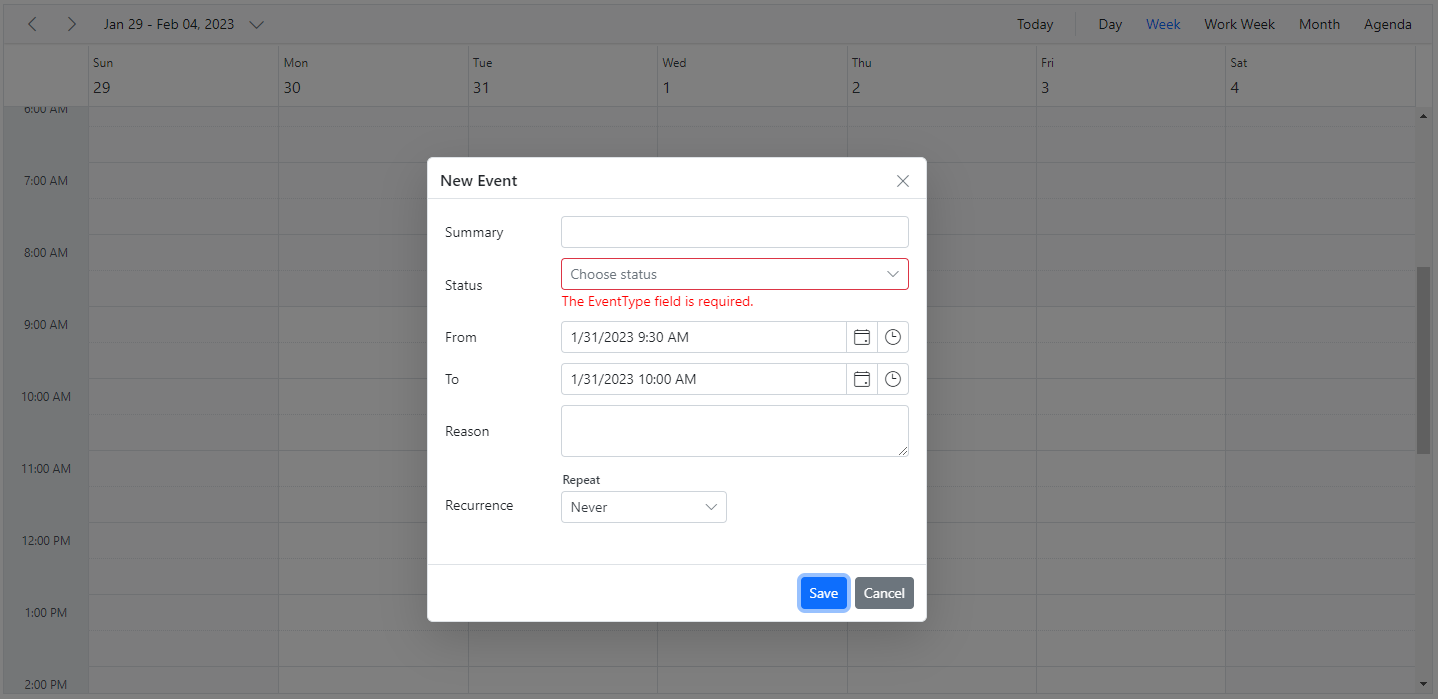 Jan 29 - Feb 04, 2023 Today Day Week Work Week Month Agenda
Sun Mon Tue Wed Thu Fri Sat
29 30 31 1 2 3 4
6:00 AM
7:00 AM
8:00 AM
9:00 AM
10:00 AM
11:00 AM
12:00 PM
1:00 PM
2:00 PM
New Event
Summary
Status Choose status
The EventType field is required.
From 1/31/2023 9:30 AM
To 1/31/2023 10:00 AM
Reason
Repeat
Recurrence Never
Save Cancel